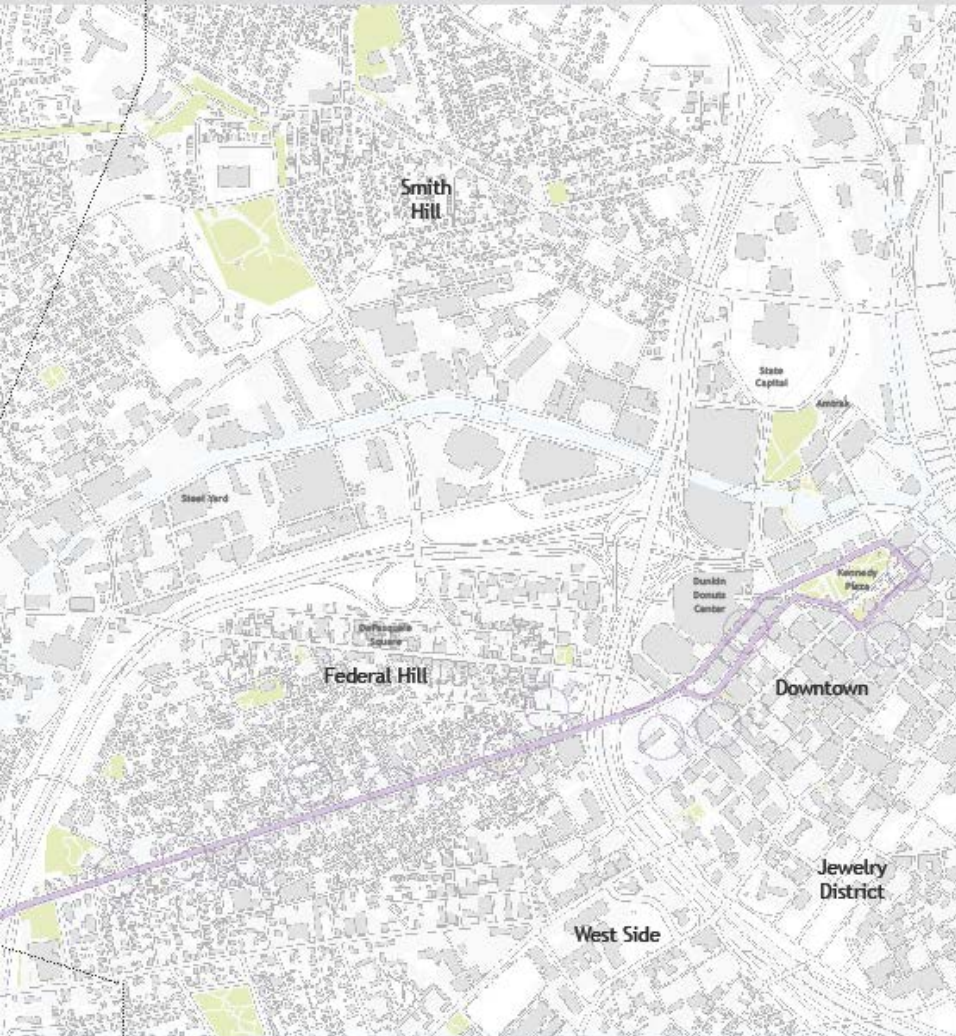 Smith
Hill
State
Capital
Amtrak
Steel Yard
Kennedy
Plaza
Dunkin
Donuts
Center
DePasquale
Square
Federal Hill
Downtown
Jewelry
District
West Side